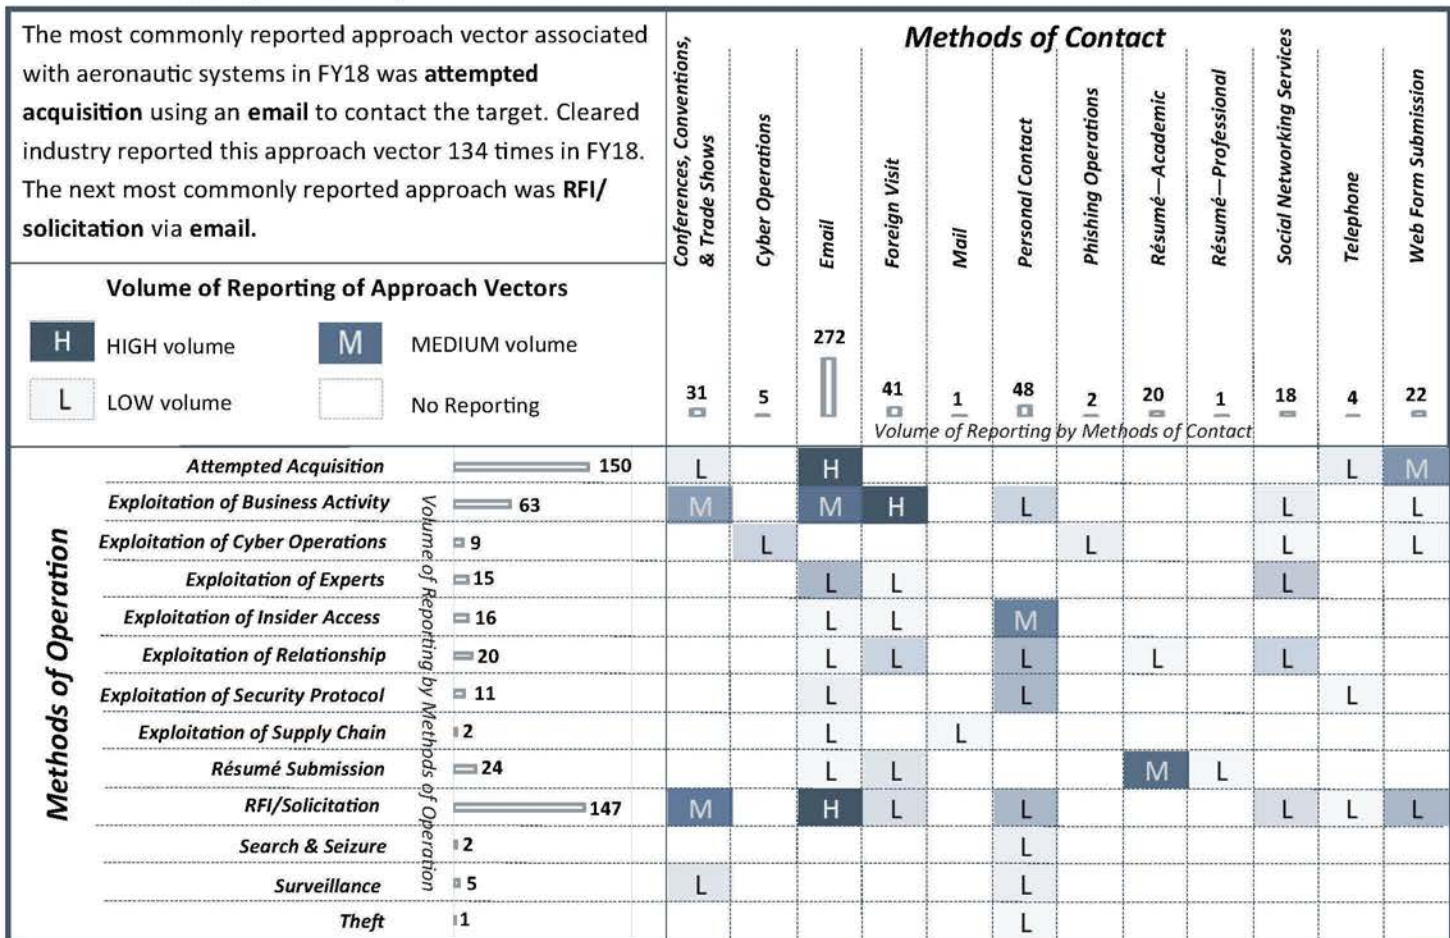 The most commonly reported approach vector associated
with aeronautic systems in FY18 was attempted
acquisition using an email to contact the target. Cleared
industry reported this approach vector 134 times in FY18.
The next most commonly reported approach was RFI/
solicitation via email.
Methods of Contact
Conferences, Conventions,
& Trade Shows
Cyber Operations
Email
Foreign Visit
Mail
Personal Contact
Phishing Operations
Résumé—Academic
Résumé—Professional
Social Networking Services
Telephone
Web Form Submission
Volume of Reporting of Approach Vectors
H HIGH volume
M MEDIUM volume
L LOW volume
No Reporting
31 5 272 41 1 48 2 20 1 18 4 22
Volume of Reporting by Methods of Contact
Methods of Operation
Volume of Reporting by Methods of Operation
Attempted Acquisition 150 L H L M
Exploitation of Business Activity 63 M M H L L L
Exploitation of Cyber Operations 9 L L L L
Exploitation of Experts 15 L L L
Exploitation of Insider Access 16 L L M
Exploitation of Relationship 20 L L L L L
Exploitation of Security Protocol 11 L L L
Exploitation of Supply Chain 2 L L
Résumé Submission 24 L L M L
RFI/Solicitation 147 M H L L L L L
Search & Seizure 2 L
Surveillance 5 L L
Theft 1 L